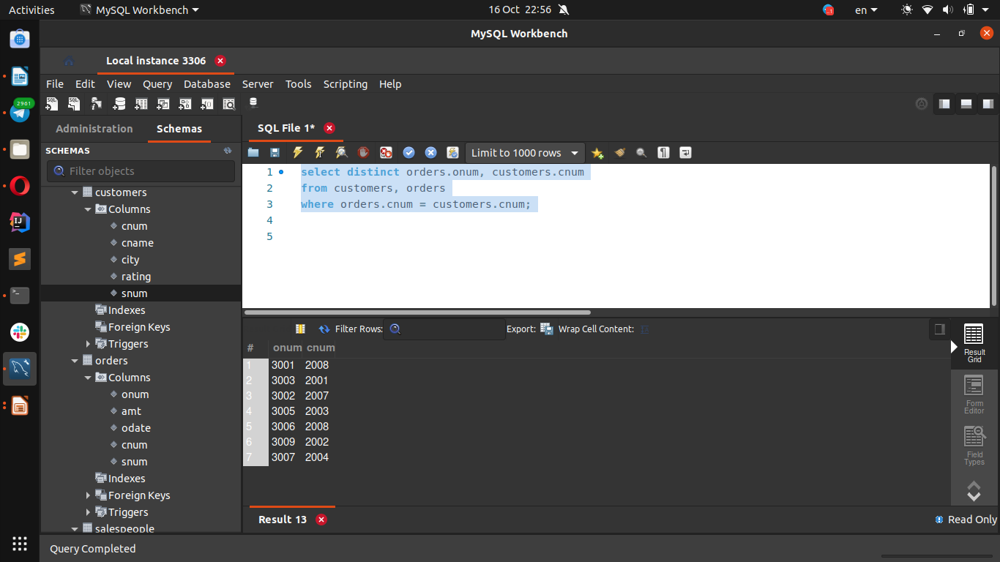 Activities MySQL Workbench 16 Oct 22:56 en
MySQL Workbench
Local instance 3306
File Edit View Query Database Server Tools Scripting Help
2961
Administration Schemas
SQL File 1*
SCHEMAS
Filter objects
Limit to 1000 rows
customers
Columns
cnum
cname
city
rating
snum
Indexes
Foreign Keys
Triggers
orders
Columns
onum
amt
odate
cnum
snum
Indexes
Foreign Keys
Triggers
salespeople
1 select distinct orders.onum, customers.cnum
2 from customers, orders
3 where orders.cnum = customers.cnum;
4
5
Filter Rows: Export: Wrap Cell Content:
# onum cnum
1 3001 2008
2 3003 2001
3 3002 2007
4 3005 2003
5 3006 2008
6 3009 2002
7 3007 2004
Result
Grid
Form
Editor
Field
Types
Result 13
Read Only
Query Completed